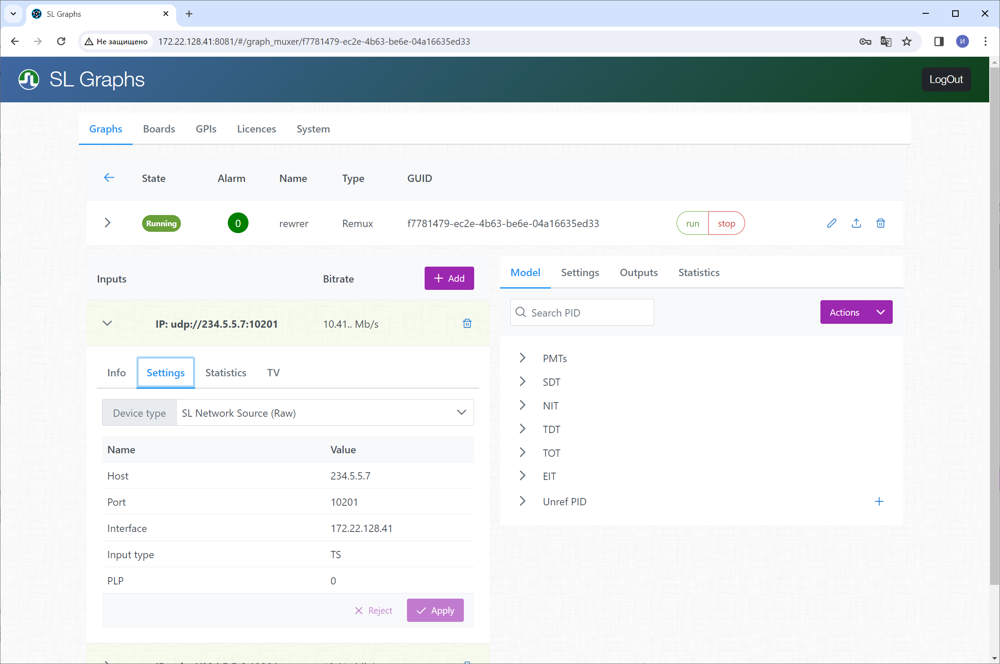 SL Graphs
Не защищено
172.22.128.41:8081/#/graph_muxer/f7781479-ec2e-4b63-be6e-04a16635ed33
И
SL Graphs
LogOut
Graphs Boards GPIs Licences System
State Alarm Name Type GUID
Running 0 rewrer Remux f7781479-ec2e-4b63-be6e-04a16635ed33 run stop
Inputs Bitrate + Add
IP: udp://234.5.5.7:10201 10.41.. Mb/s
Info Settings Statistics TV
Device type SL Network Source (Raw)
Name Value
Host 234.5.5.7
Port 10201
Interface 172.22.128.41
Input type TS
PLP 0
Reject Apply
Model Settings Outputs Statistics
Search PID
Actions
PMTs
SDT
NIT
TDT
TOT
EIT
Unref PID